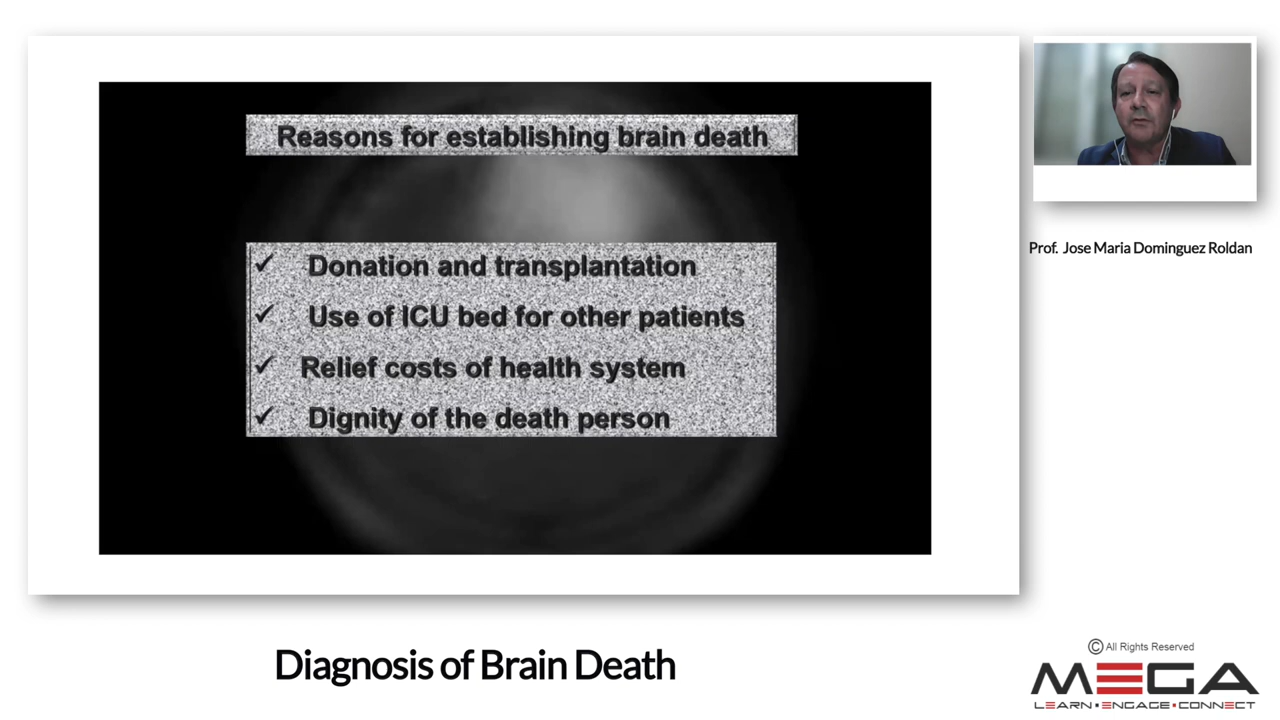 Reasons for establishing brain death
✓ Donation and transplantation
✓ Use of ICU bed for other patients
✓ Relief costs of health system
✓ Dignity of the death person
Prof. Jose Maria Dominguez Roldan
Diagnosis of Brain Death
© All Rights Reserved
MEGA
LEARN • ENGAGE • CONNECT